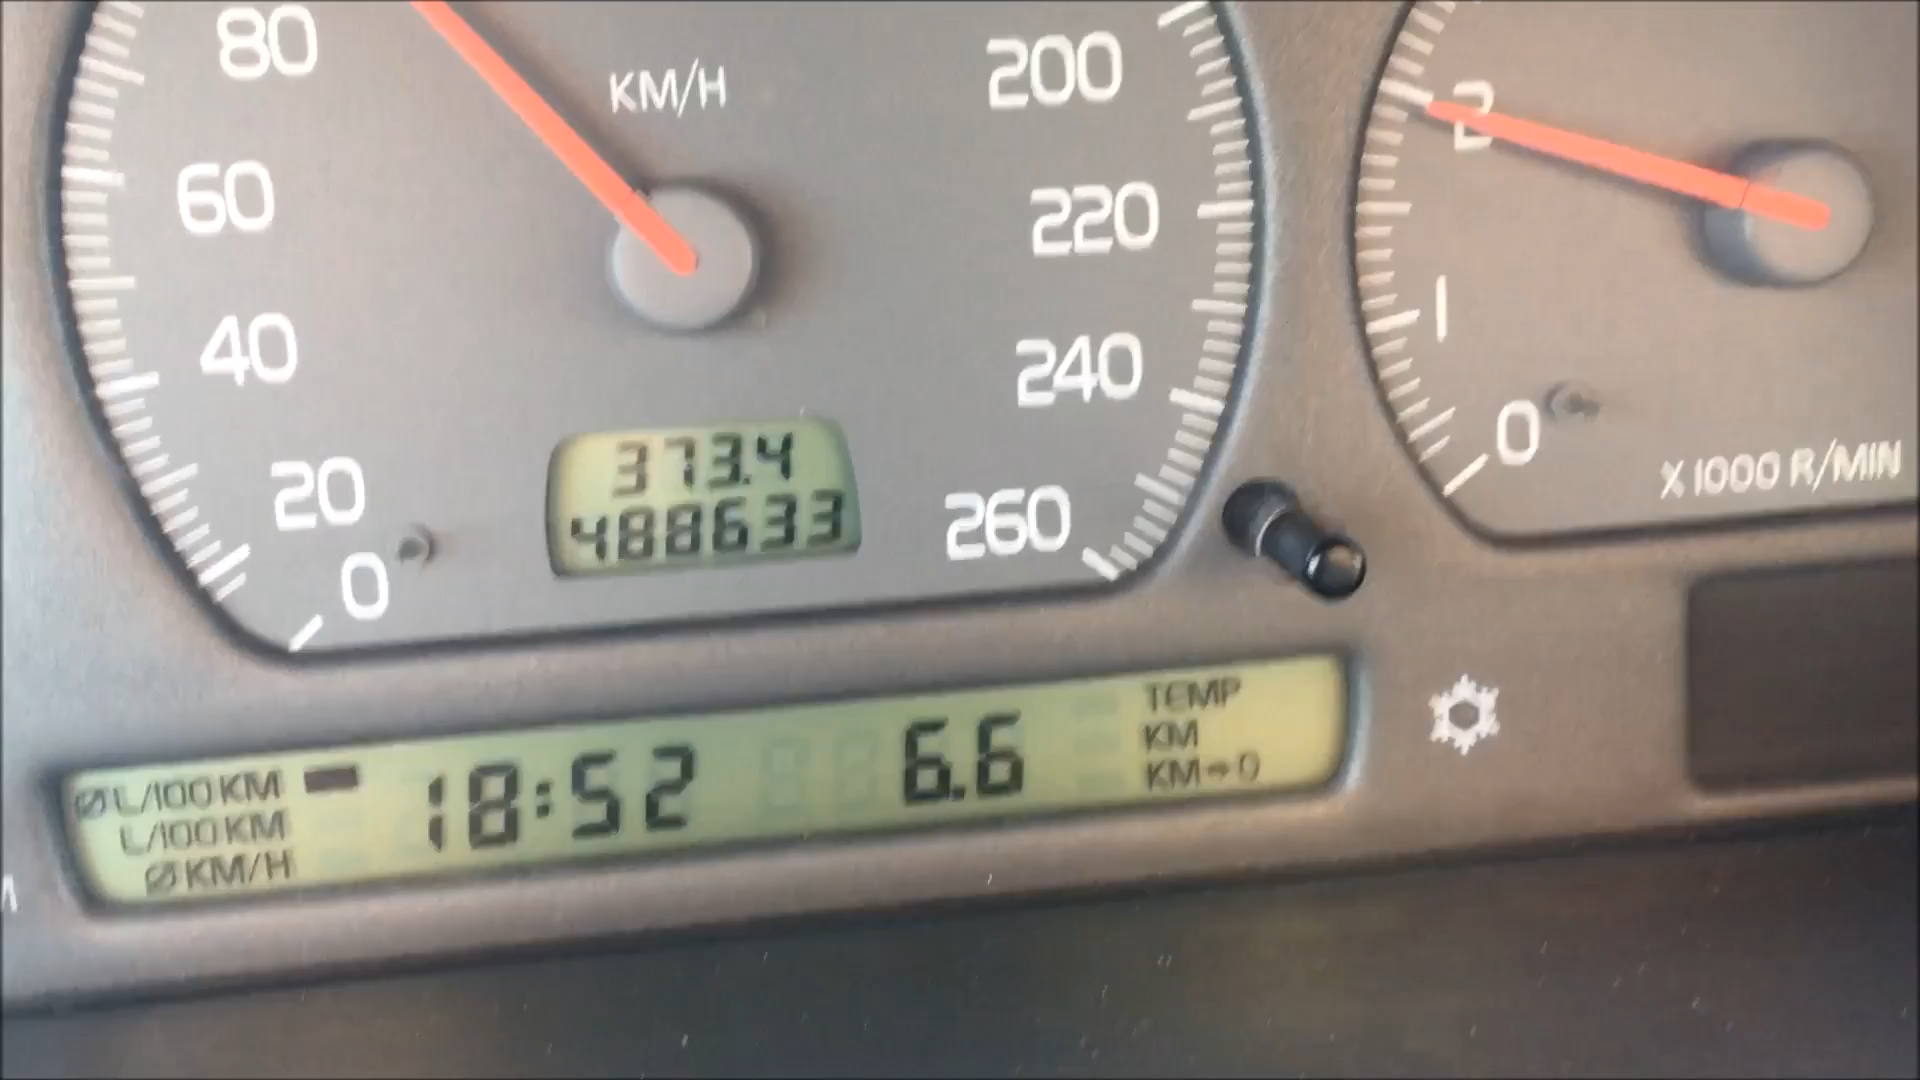 80
60
40
20
0
KM/H
200
220
240
260
373.4
488633
2
1
0
X1000 R/MIN
Ø L/100 KM
L/100 KM
Ø KM/H
18:52
6.6
TEMP
KM
KM→0